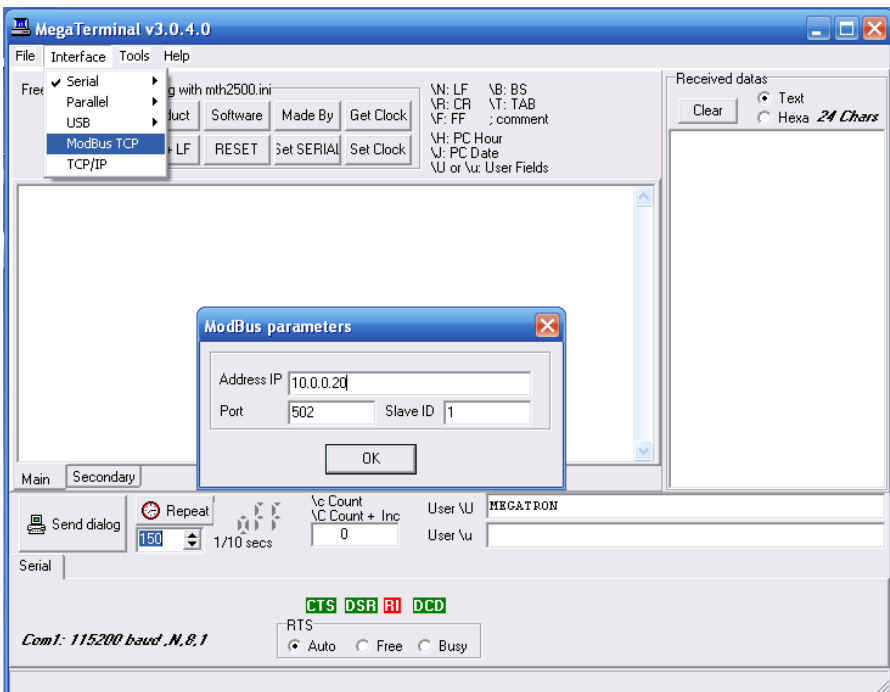 MegaTerminal v3.0.4.0
File Interface Tools Help
Serial
Parallel
USB
ModBus TCP
TCP/IP
Free
g with mth2500.ini
duct Software Made By Get Clock
LF RESET Set SERIAL Set Clock
\N: LF \B: BS
\R: CR \T: TAB
\F: FF ; comment
\H: PC Hour
\J: PC Date
\U or \u: User Fields
Received datas
Clear
Text
Hexa 24 Chars
ModBus parameters
Address IP 10.0.0.20
Port 502 Slave ID 1
OK
Main Secondary
Send dialog
Repeat
150
OFF
1/10 secs
\c Count
\C Count + Inc
0
User \U MEGATRON
User \u
Serial
CTS DSR RI DCD
RTS
Com1: 115200 baud ,N,8,1
Auto Free Busy